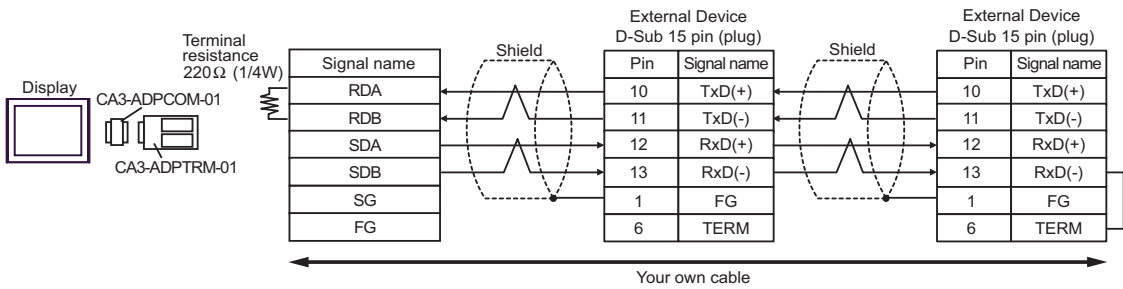 External Device
D-Sub 15 pin (plug)
External Device
D-Sub 15 pin (plug)
Terminal
resistance
220Ω (1/4W)
Shield
Shield
Display
CA3-ADPCOM-01
CA3-ADPTRM-01
Signal name
RDA
RDB
SDA
SDB
SG
FG
Pin Signal name
10 TxD(+)
11 TxD(-)
12 RxD(+)
13 RxD(-)
1 FG
6 TERM
Pin Signal name
10 TxD(+)
11 TxD(-)
12 RxD(+)
13 RxD(-)
1 FG
6 TERM
Your own cable